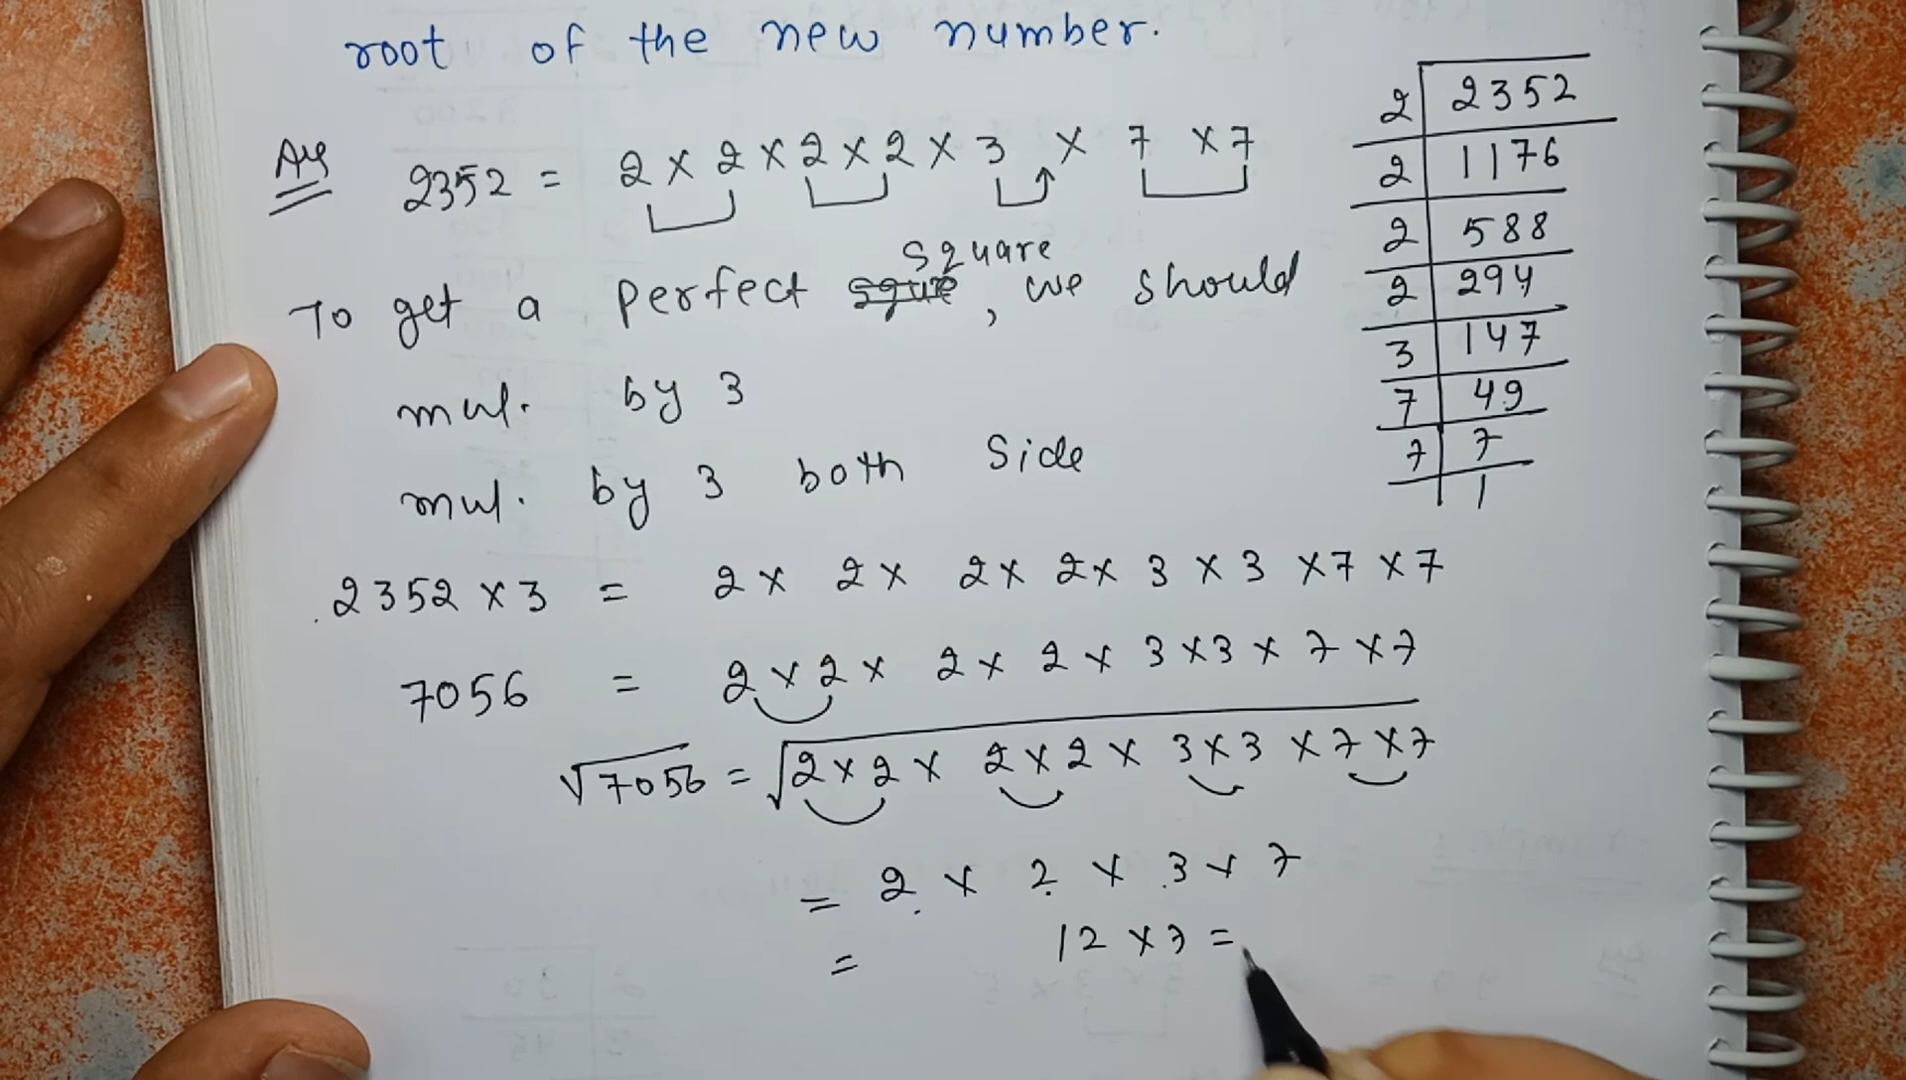 root of the new number.
Ans
2352 = 2 × 2 × 2 × 2 × 3 × 7 × 7
square
To get a perfect , we should
mul. by 3
mul. by 3 both side
2352 × 3 = 2 × 2 × 2 × 2 × 3 × 3 × 7 × 7
7056 = 2 × 2 × 2 × 2 × 3 × 3 × 7 × 7
√7056 = √2 × 2 × 2 × 2 × 3 × 3 × 7 × 7
= 2 × 2 × 3 × 7
= 12 × 7 =
2 | 2352
2 | 1176
2 | 588
2 | 294
3 | 147
7 | 49
7 | 7
| 1